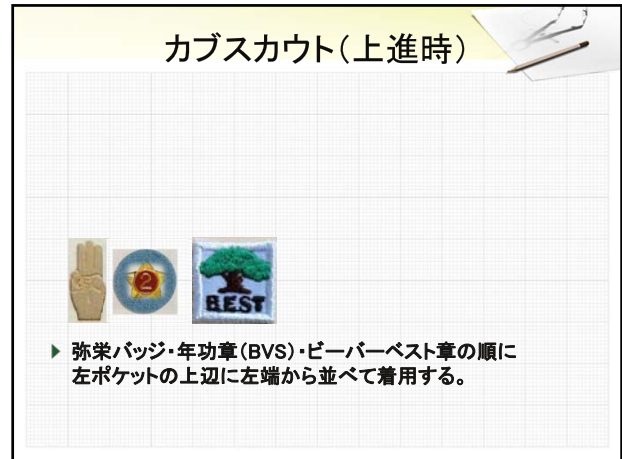 カブスカウト（上進時）
2
BEST
弥栄バッジ・年功章（BVS）・ビーバーベスト章の順に
左ポケットの上辺に左端から並べて着用する。